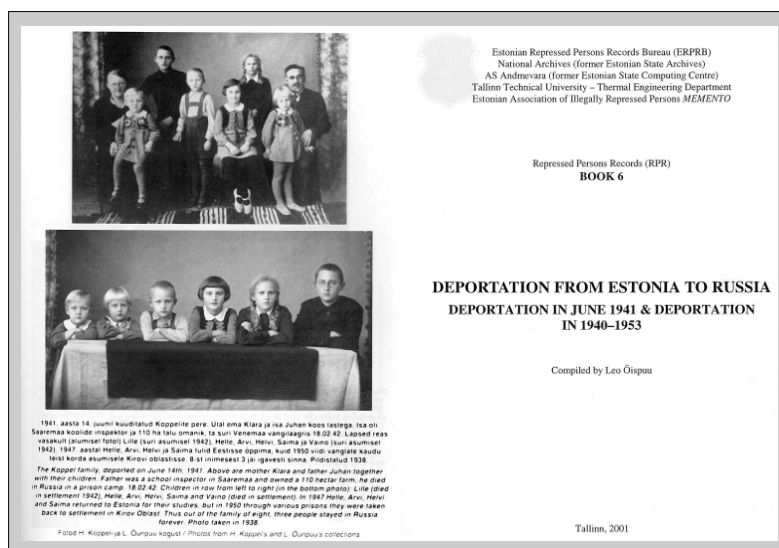 1941. aasta 14. juunil küüditatud Koppelite pere. Ülal ema Klara ja isa Juhan koos lastega. Isa oli
Saaremaa koolide inspektor ja 110 ha talu omanik, ta suri Venemaa vangilaagris 18.02.42. Lapsed reas
vasakult (alumisel fotol) Lille (suri asumisel 1942), Helle, Arvi, Helvi, Saima ja Vaino (suri asumisel
1942). 1947. aastal Helle, Arvi, Helvi ja Saima tulid Eestisse õppima, kuid 1950 viidi vanglate kaudu
teist korda asumisele Kirovi oblastisse. 8-st inimesest 3 jäi igavesti sinna. Pildistatud 1938.
The Koppel family, deported on June 14th, 1941. Above are mother Klara and father Juhan together
with their children. Father was a school inspector in Saaremaa and owned a 110 hectar farm, he died
in Russia in a prison camp. 18.02.42. Children in row from left to right (in the bottom photo): Lille (died
in settlement 1942), Helle, Arvi, Helvi, Saima and Vaino (died in settlement). In 1947 Helle, Arvi, Helvi
and Saima returned to Estonia for their studies, but in 1950 through various prisons they were taken
back to settlement in Kirov Oblast. Thus out of the family of eight, three people stayed in Russia
forever. Photo taken in 1938.
Fotod H. Koppeli ja L. Õunpuu kogust / Photos from H. Koppel's and L. Õunpuu's collections
Estonian Repressed Persons Records Bureau (ERPRB)
National Archives (former Estonian State Archives)
AS Andmevara (former Estonian State Computing Centre)
Tallinn Technical University – Thermal Engineering Department
Estonian Association of Illegally Repressed Persons MEMENTO
Repressed Persons Records (RPR)
BOOK 6
DEPORTATION FROM ESTONIA TO RUSSIA
DEPORTATION IN JUNE 1941 & DEPORTATION
IN 1940–1953
Compiled by Leo Õispuu
Tallinn, 2001